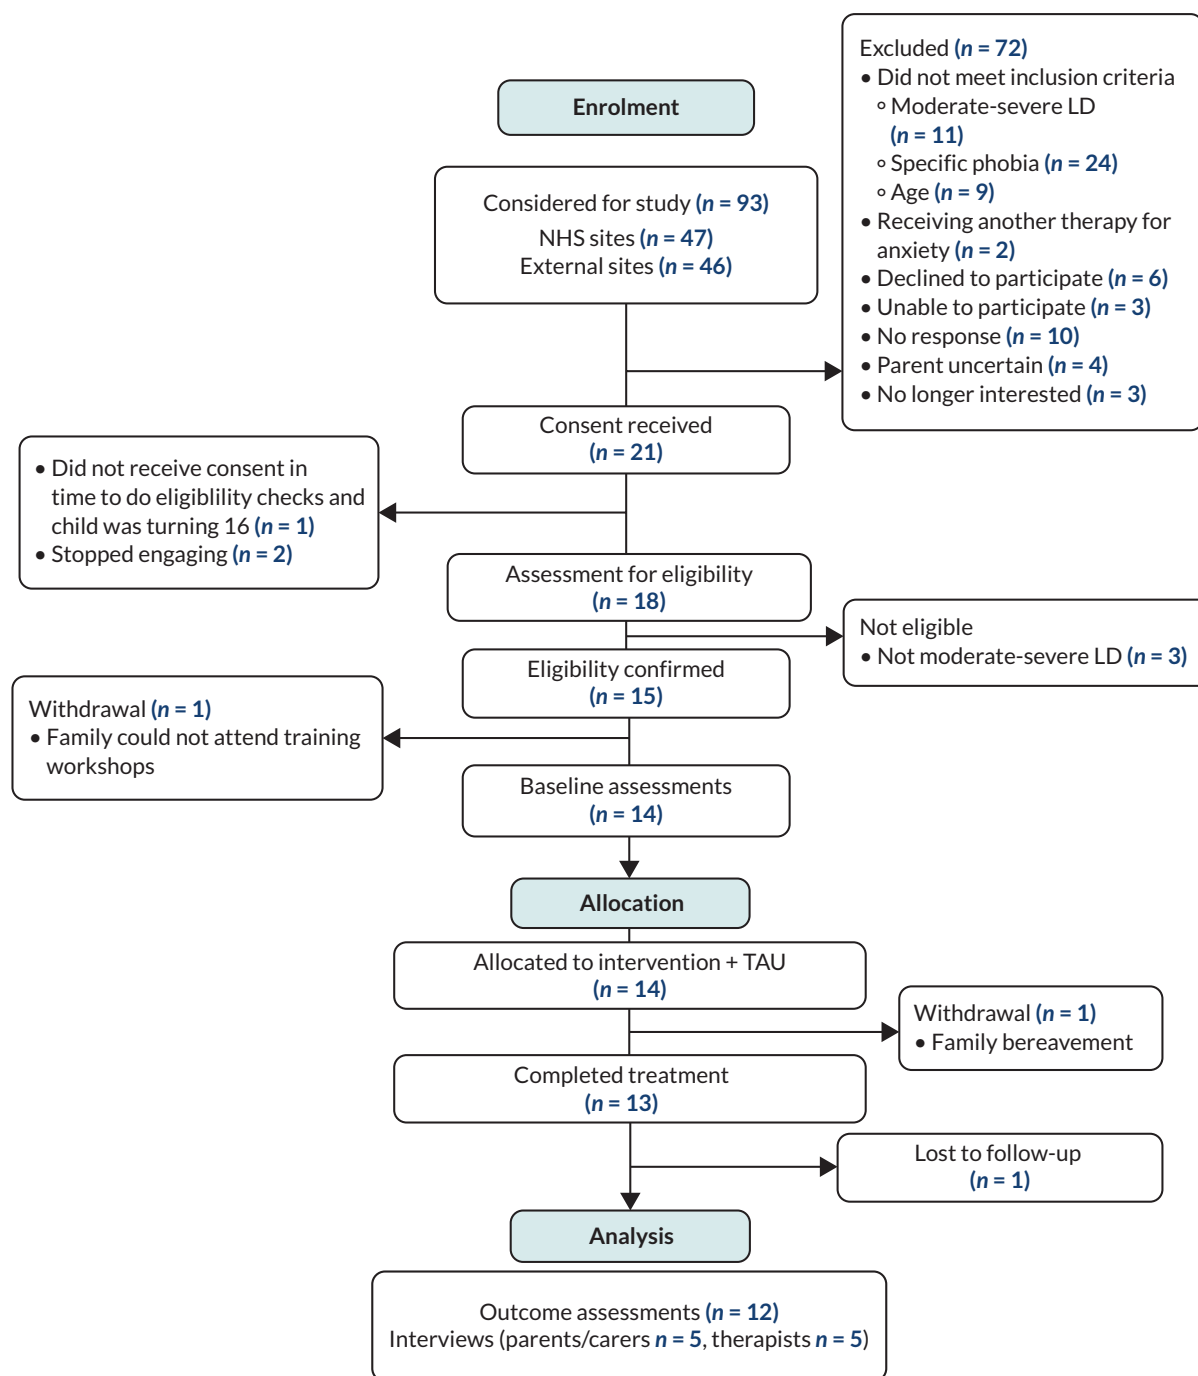 Enrolment
Considered for study (n = 93)
NHS sites (n = 47)
External sites (n = 46)
Excluded (n = 72)
• Did not meet inclusion criteria
∘ Moderate-severe LD
(n = 11)
∘ Specific phobia (n = 24)
∘ Age (n = 9)
• Receiving another therapy for
anxiety (n = 2)
• Declined to participate (n = 6)
• Unable to participate (n = 3)
• No response (n = 10)
• Parent uncertain (n = 4)
• No longer interested (n = 3)
Consent received
(n = 21)
• Did not receive consent in
time to do eligiblility checks and
child was turning 16 (n = 1)
• Stopped engaging (n = 2)
Assessment for eligibility
(n = 18)
Not eligible
• Not moderate-severe LD (n = 3)
Eligibility confirmed
(n = 15)
Withdrawal (n = 1)
• Family could not attend training
workshops
Baseline assessments
(n = 14)
Allocation
Allocated to intervention + TAU
(n = 14)
Withdrawal (n = 1)
• Family bereavement
Completed treatment
(n = 13)
Lost to follow-up
(n = 1)
Analysis
Outcome assessments (n = 12)
Interviews (parents/carers n = 5, therapists n = 5)